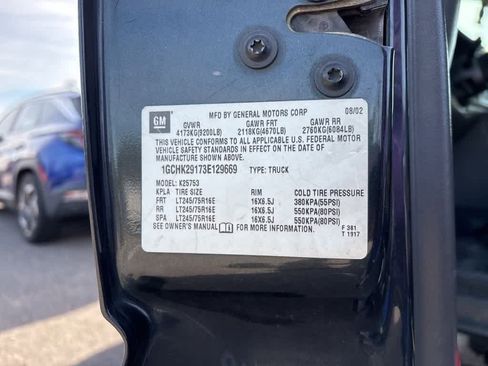 MFD BY GENERAL MOTORS CORP 08/02
GM
GVWR GAWR FRT GAWR RR
4173KG(9200LB) 2118KG(4670LB) 2760KG(6084LB)
THIS VEHICLE CONFORMS TO ALL APPLICABLE U.S. FEDERAL MOTOR
VEHICLE SAFETY STANDARDS IN EFFECT ON THE DATE OF
MANUFACTURE SHOWN ABOVE.
1GCHK29173E129669 TYPE: TRUCK
MODEL: K25753
KPLA TIRE SIZE RIM COLD TIRE PRESSURE
FRT LT245/75R16E 16X6.5J 380KPA(55PSI)
RR LT245/75R16E 16X6.5J 550KPA(80PSI)
SPA LT245/75R16E 16X6.5J 550KPA(80PSI)
SEE OWNER'S MANUAL FOR MORE INFORMATION.
F 381
T 1917